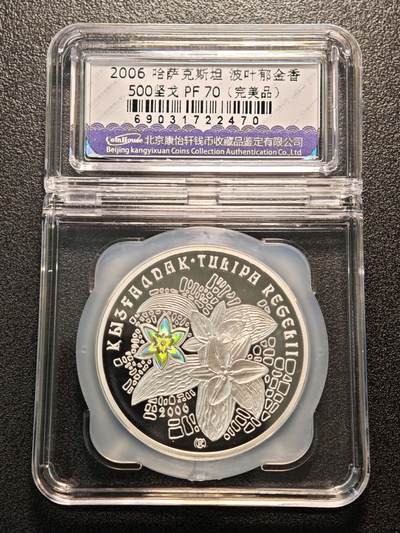 2006 哈萨克斯坦 波叶郁金香
500坚戈 PF 70（完美品）
69031722470
CoinHouse 北京康怡轩钱币收藏品鉴定有限公司
Beijing kangyixuan Coins Collection Authentication Co.,Ltd
ҚЫЗҒАЛДАҚ • TULIPA REGELII
2006